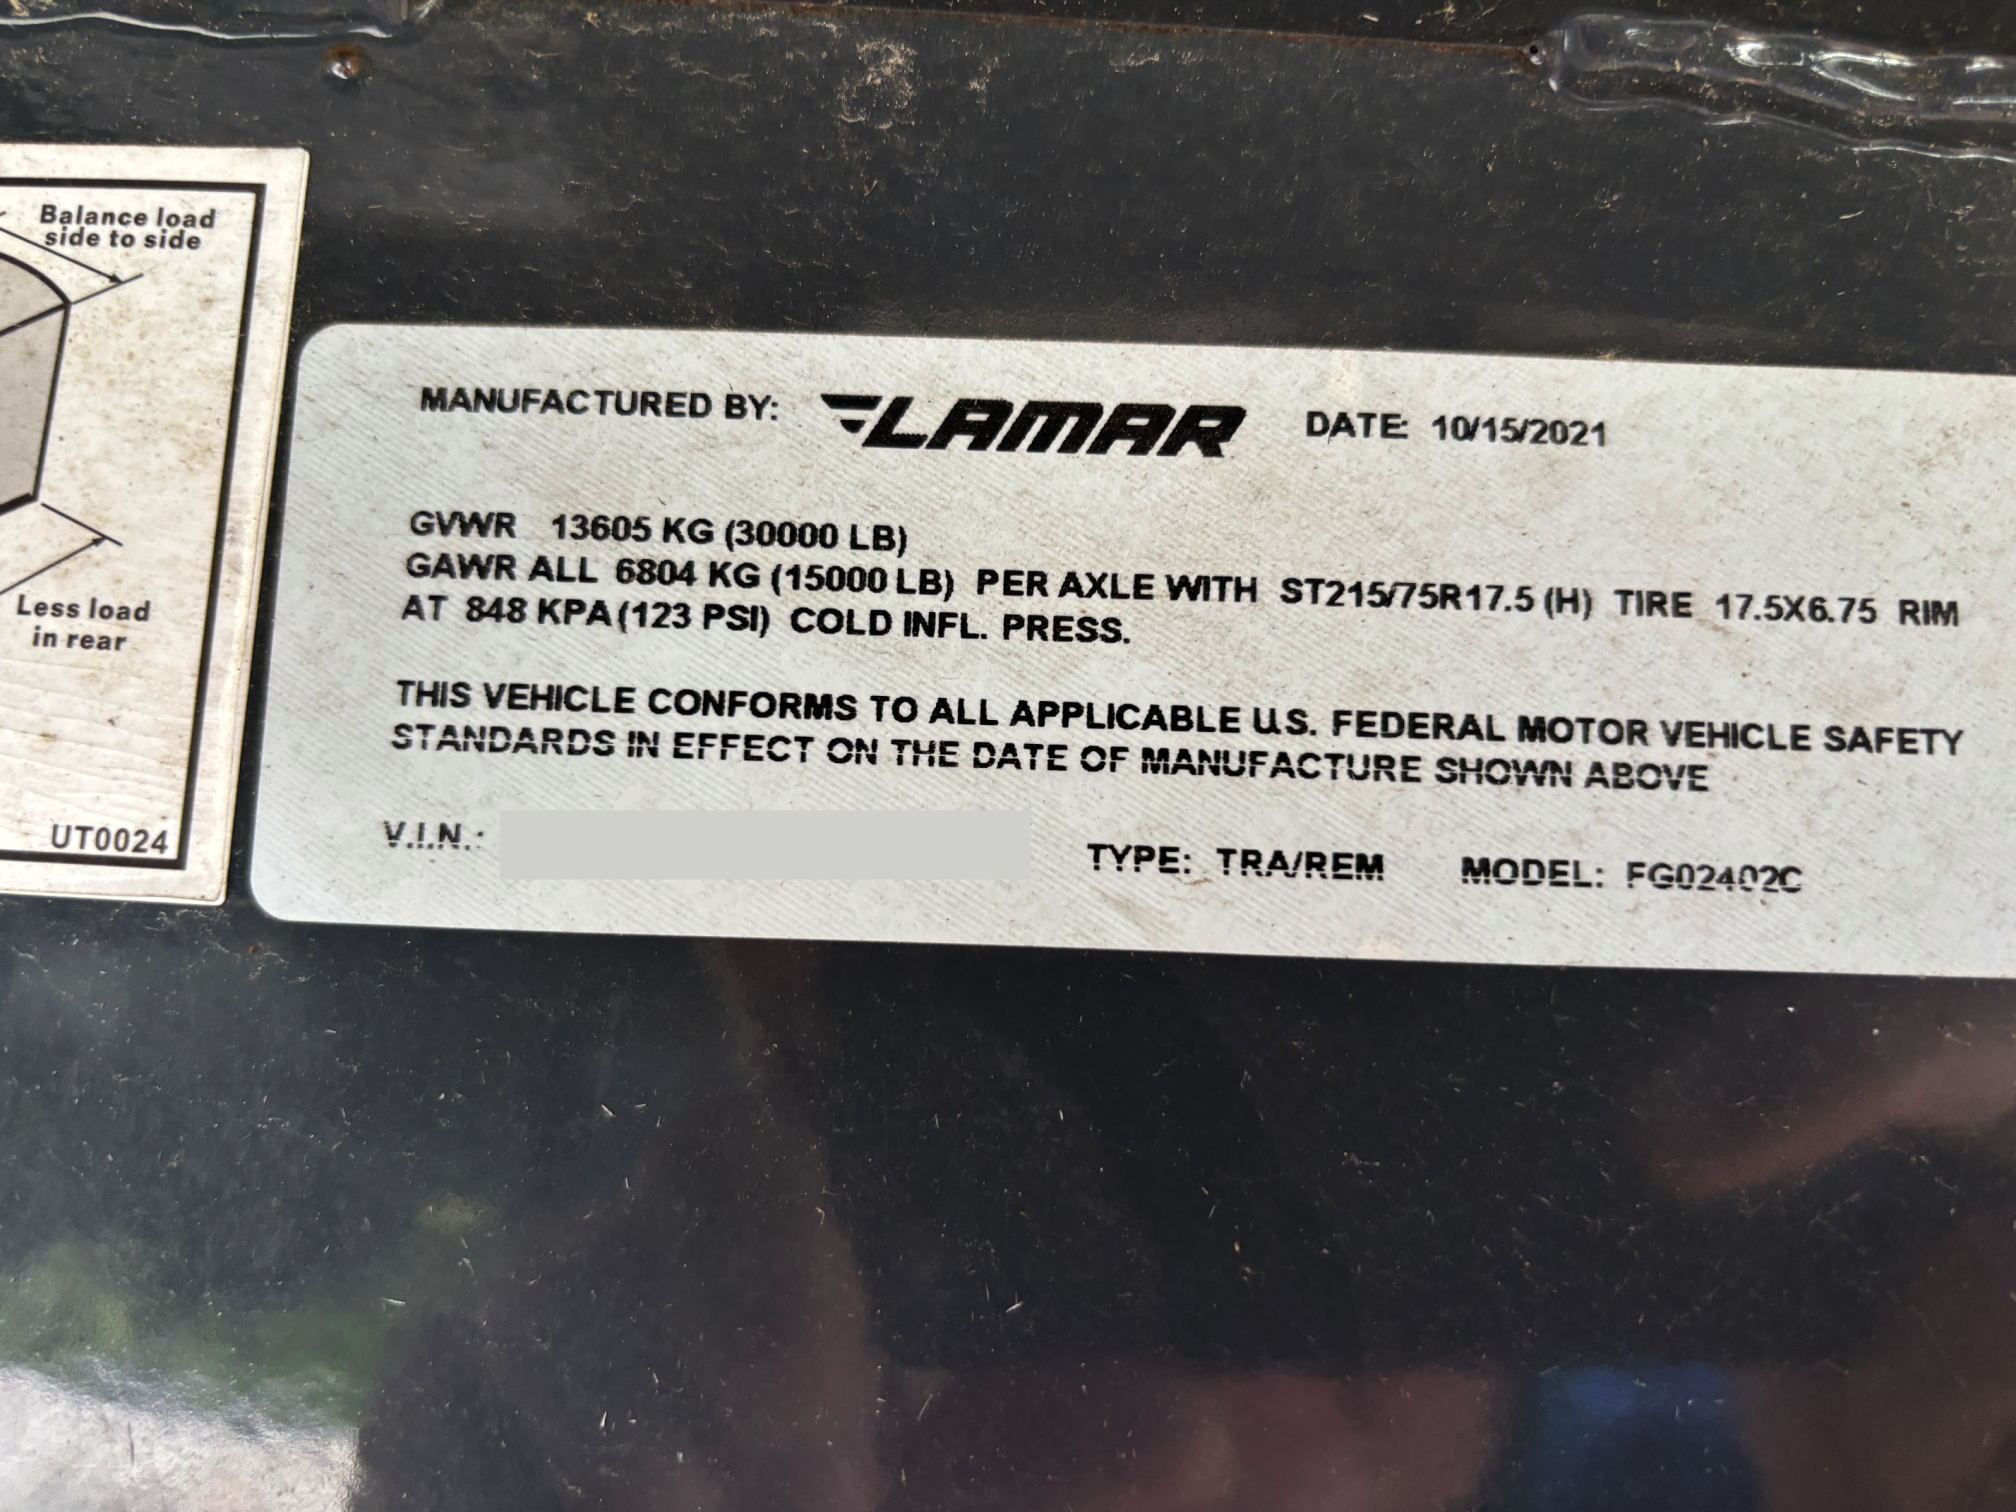 Balance load
side to side
Less load
in rear
UT0024
MANUFACTURED BY: LAMAR DATE: 10/15/2021
GVWR 13605 KG (30000 LB)
GAWR ALL 6804 KG (15000 LB) PER AXLE WITH ST215/75R17.5 (H) TIRE 17.5X6.75 RIM
AT 848 KPA (123 PSI) COLD INFL. PRESS.
THIS VEHICLE CONFORMS TO ALL APPLICABLE U.S. FEDERAL MOTOR VEHICLE SAFETY
STANDARDS IN EFFECT ON THE DATE OF MANUFACTURE SHOWN ABOVE
V.I.N.: TYPE: TRA/REM MODEL: FG02402C